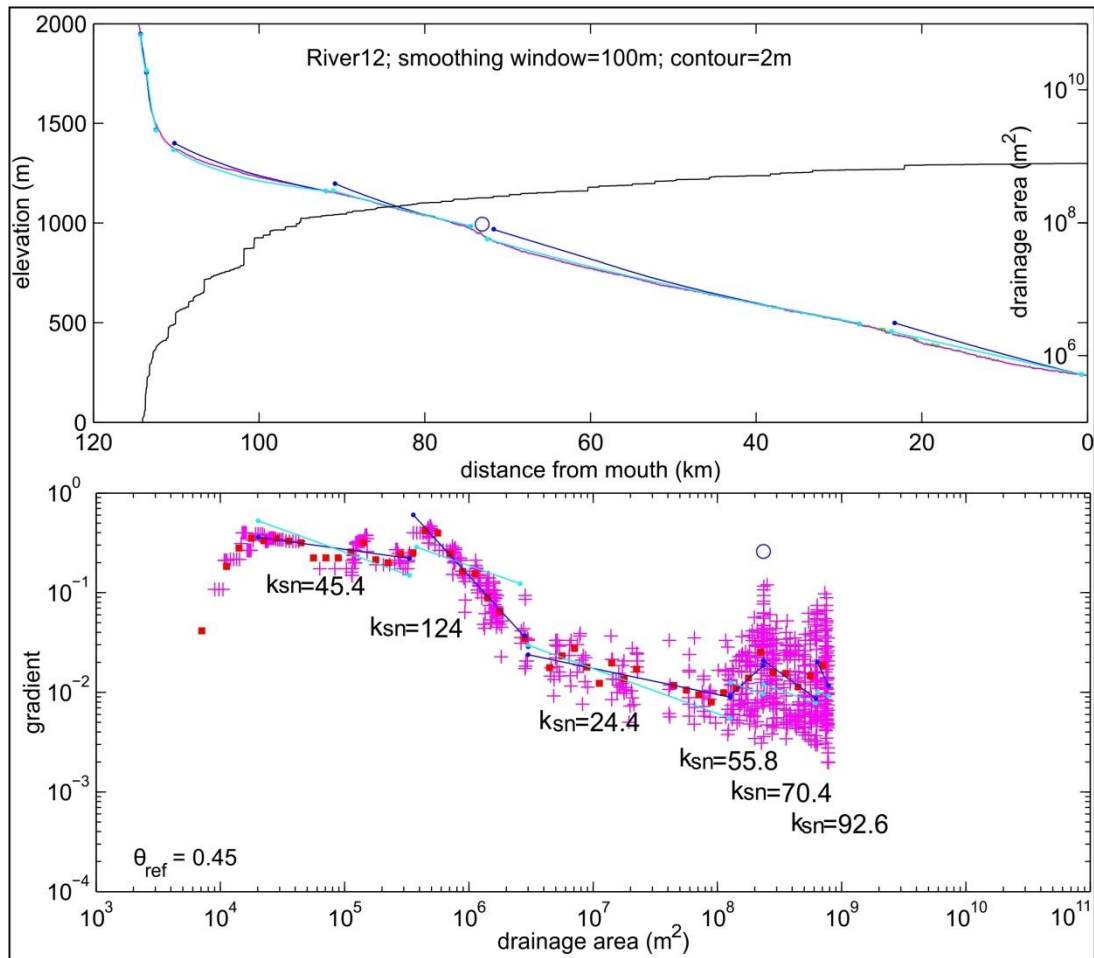 River12; smoothing window=100m; contour=2m
2000
1500
1000
500
0
elevation (m)
10^10
10^8
10^6
drainage area (m^2)
120
100
80
60
40
20
0
distance from mouth (km)
10^0
10^-1
10^-2
10^-3
10^-4
gradient
ksn=45.4
ksn=124
ksn=24.4
ksn=55.8
ksn=70.4
ksn=92.6
θref = 0.45
10^3
10^4
10^5
10^6
10^7
10^8
10^9
10^10
10^11
drainage area (m^2)